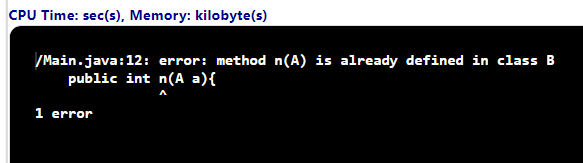 CPU Time: sec(s), Memory: kilobyte(s)
/Main.java:12: error: method n(A) is already defined in class B
    public int n(A a){
               ^
1 error